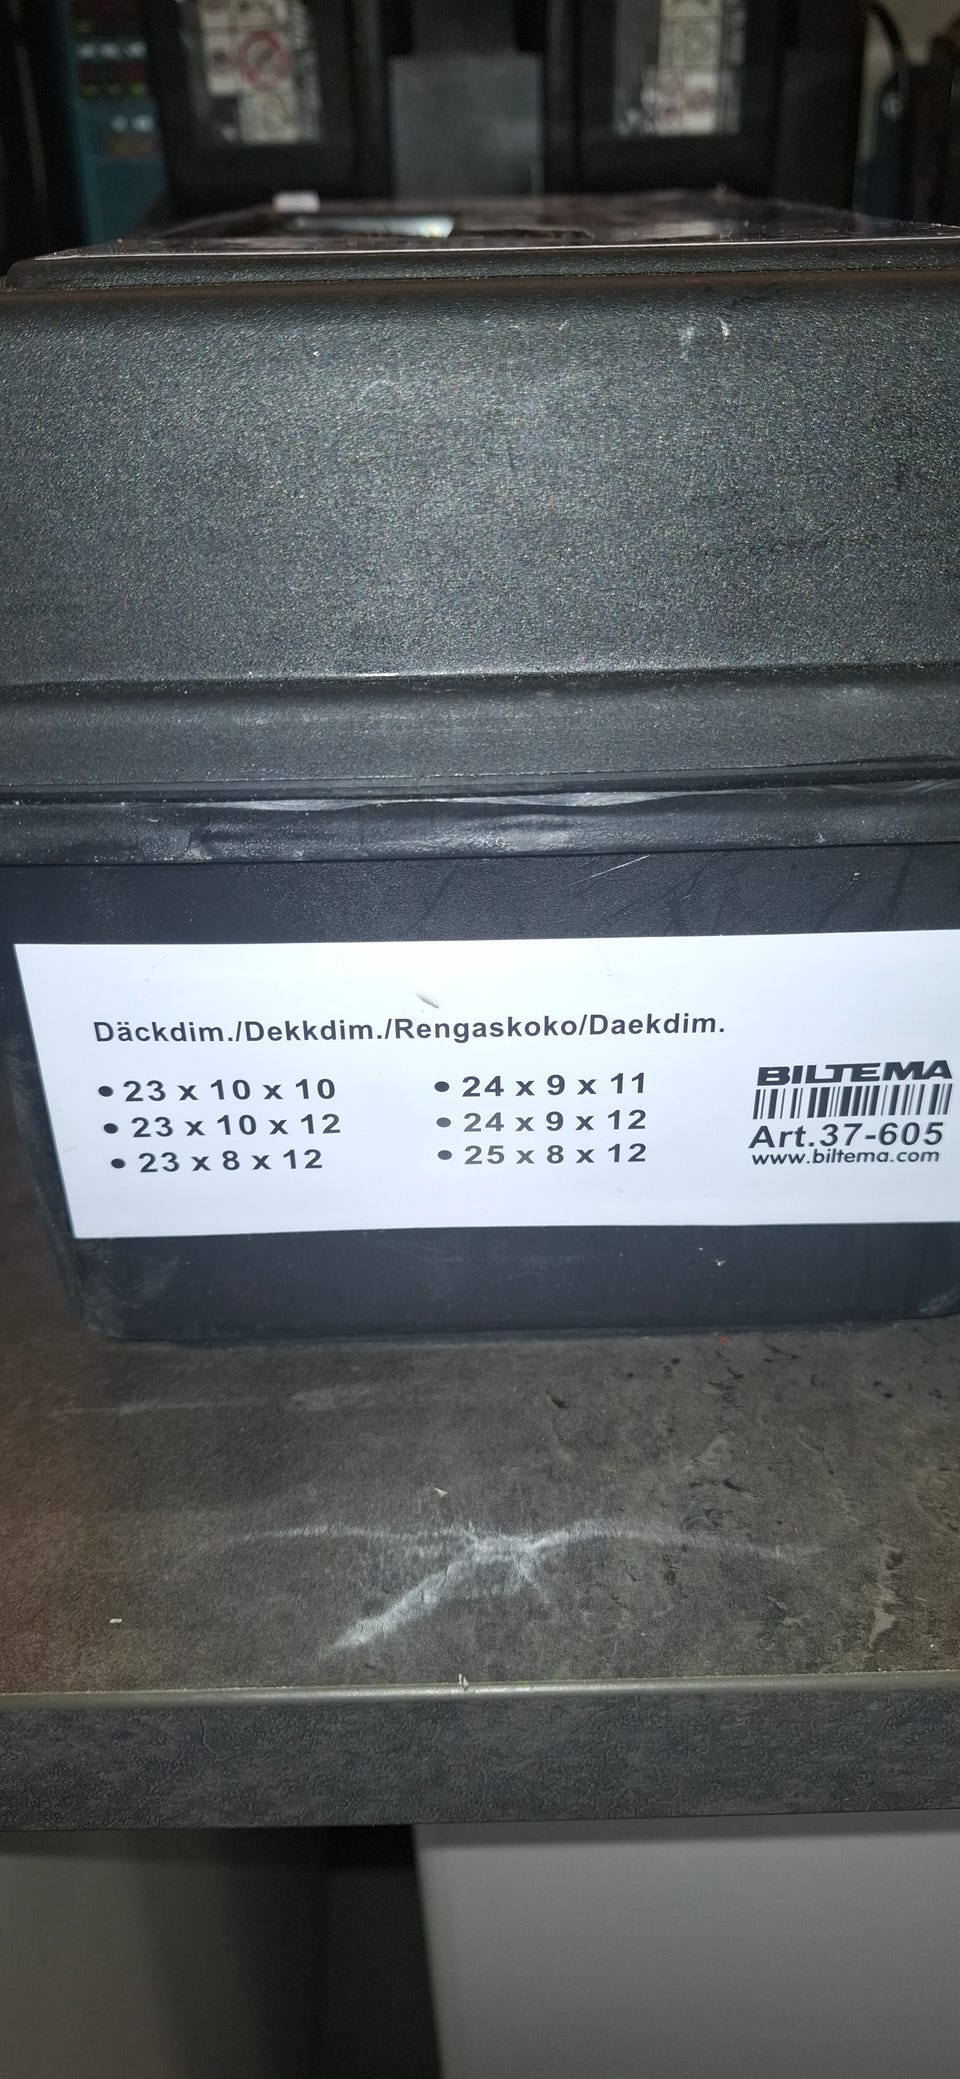 Däckdim./Dekkdim./Rengaskoko/Daekdim.
• 23 x 10 x 10
• 23 x 10 x 12
• 23 x 8 x 12
• 24 x 9 x 11
• 24 x 9 x 12
• 25 x 8 x 12
BILTEMA
Art.37-605
www.biltema.com